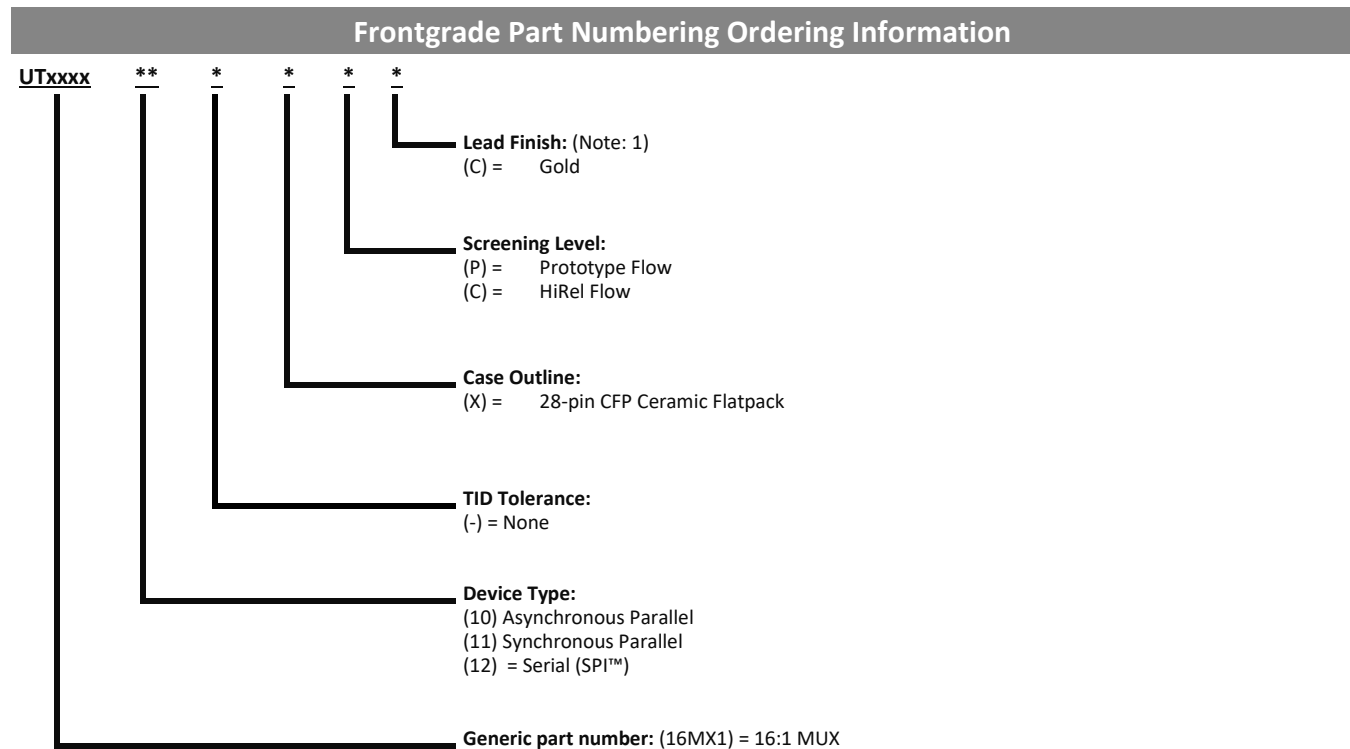 Frontgrade Part Numbering Ordering Information
UTxxxx ** * * * *
Lead Finish: (Note: 1)
(C) = Gold
Screening Level:
(P) = Prototype Flow
(C) = HiRel Flow
Case Outline:
(X) = 28-pin CFP Ceramic Flatpack
TID Tolerance:
(-) = None
Device Type:
(10) Asynchronous Parallel
(11) Synchronous Parallel
(12) = Serial (SPI™)
Generic part number: (16MX1) = 16:1 MUX